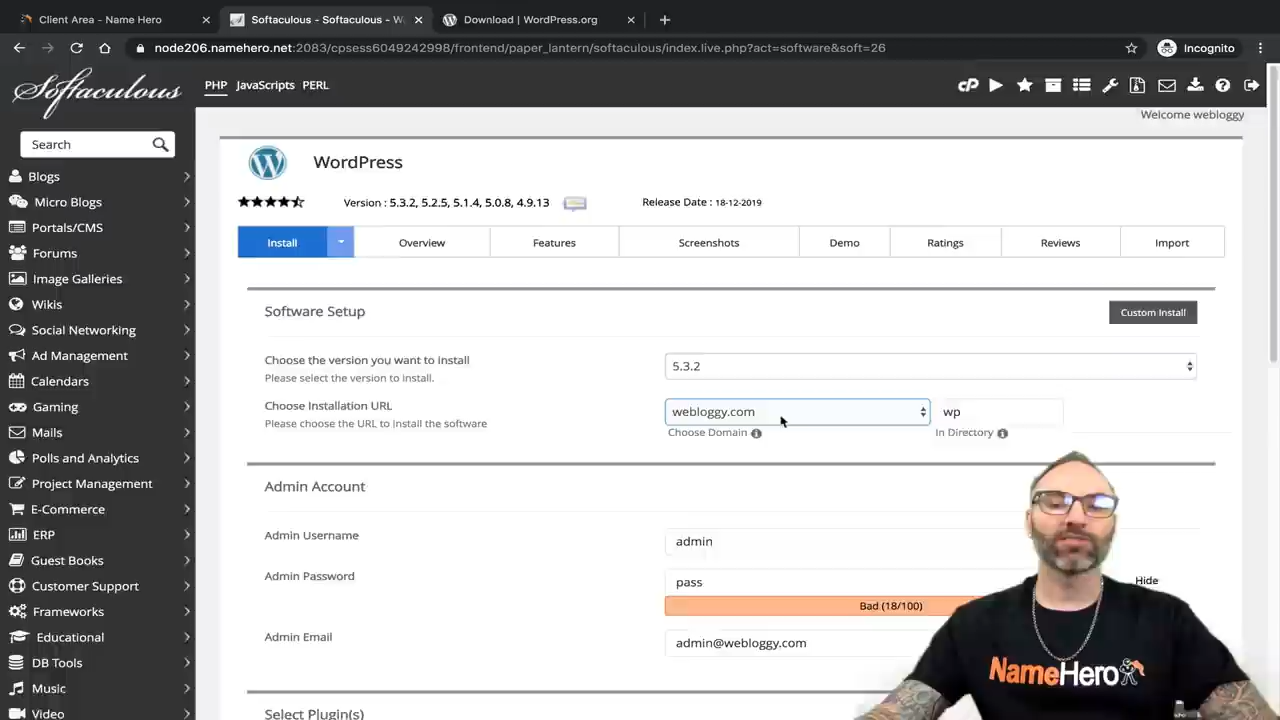 Client Area - Name Hero
Softaculous - Softaculous - W
Download | WordPress.org
node206.namehero.net:2083/cpsess6049242998/frontend/paper_lantern/softaculous/index.live.php?act=software&soft=26
Incognito
Softaculous
PHP JavaScripts PERL
cP
Welcome webloggy
Search
Blogs
Micro Blogs
Portals/CMS
Forums
Image Galleries
Wikis
Social Networking
Ad Management
Calendars
Gaming
Mails
Polls and Analytics
Project Management
E-Commerce
ERP
Guest Books
Customer Support
Frameworks
Educational
DB Tools
Music
Video
WordPress
Version : 5.3.2, 5.2.5, 5.1.4, 5.0.8, 4.9.13
Release Date : 18-12-2019
Install
Overview
Features
Screenshots
Demo
Ratings
Reviews
Import
Software Setup
Custom Install
Choose the version you want to install
Please select the version to install.
5.3.2
Choose Installation URL
Please choose the URL to install the software
webloggy.com
wp
Choose Domain
In Directory
Admin Account
Admin Username
admin
Admin Password
pass
Hide
Bad (18/100)
Admin Email
admin@webloggy.com
Select Plugin(s)
NameHero